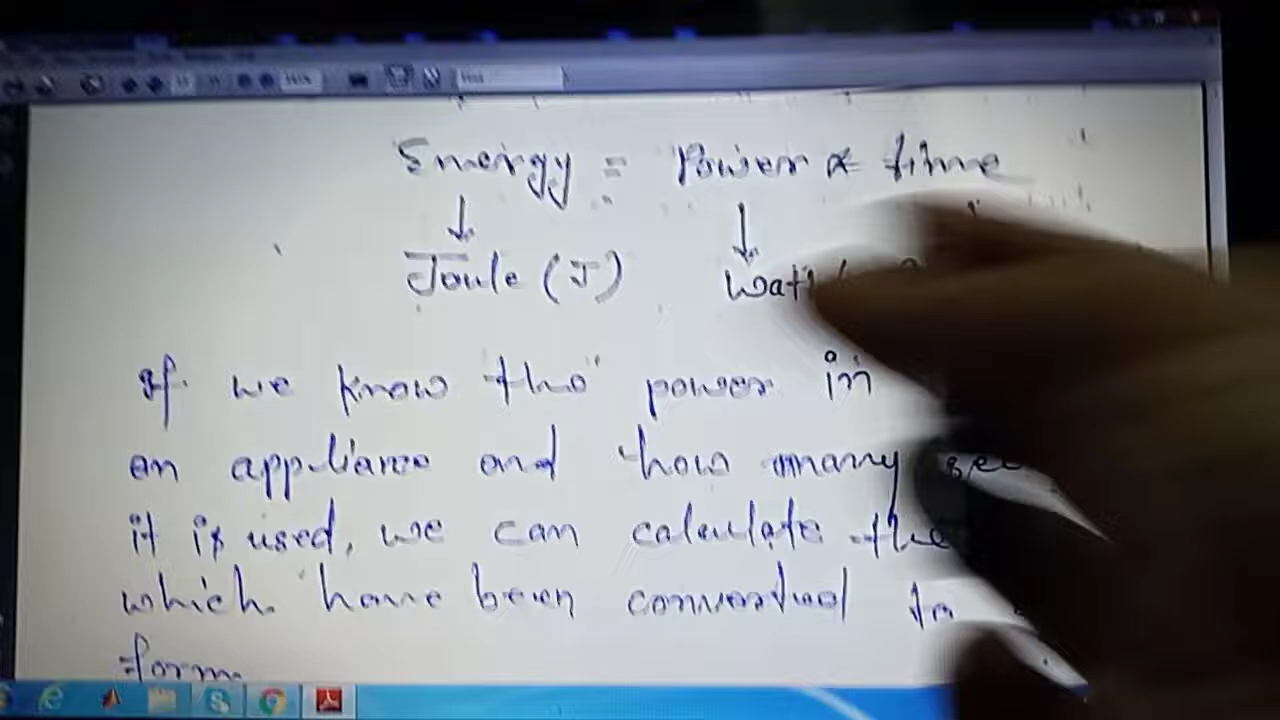 Energy = Power × time
Joule (J) Watt
If we know the power in
an appliance and how many
it is used, we can calculate the
which have been converted to
form.